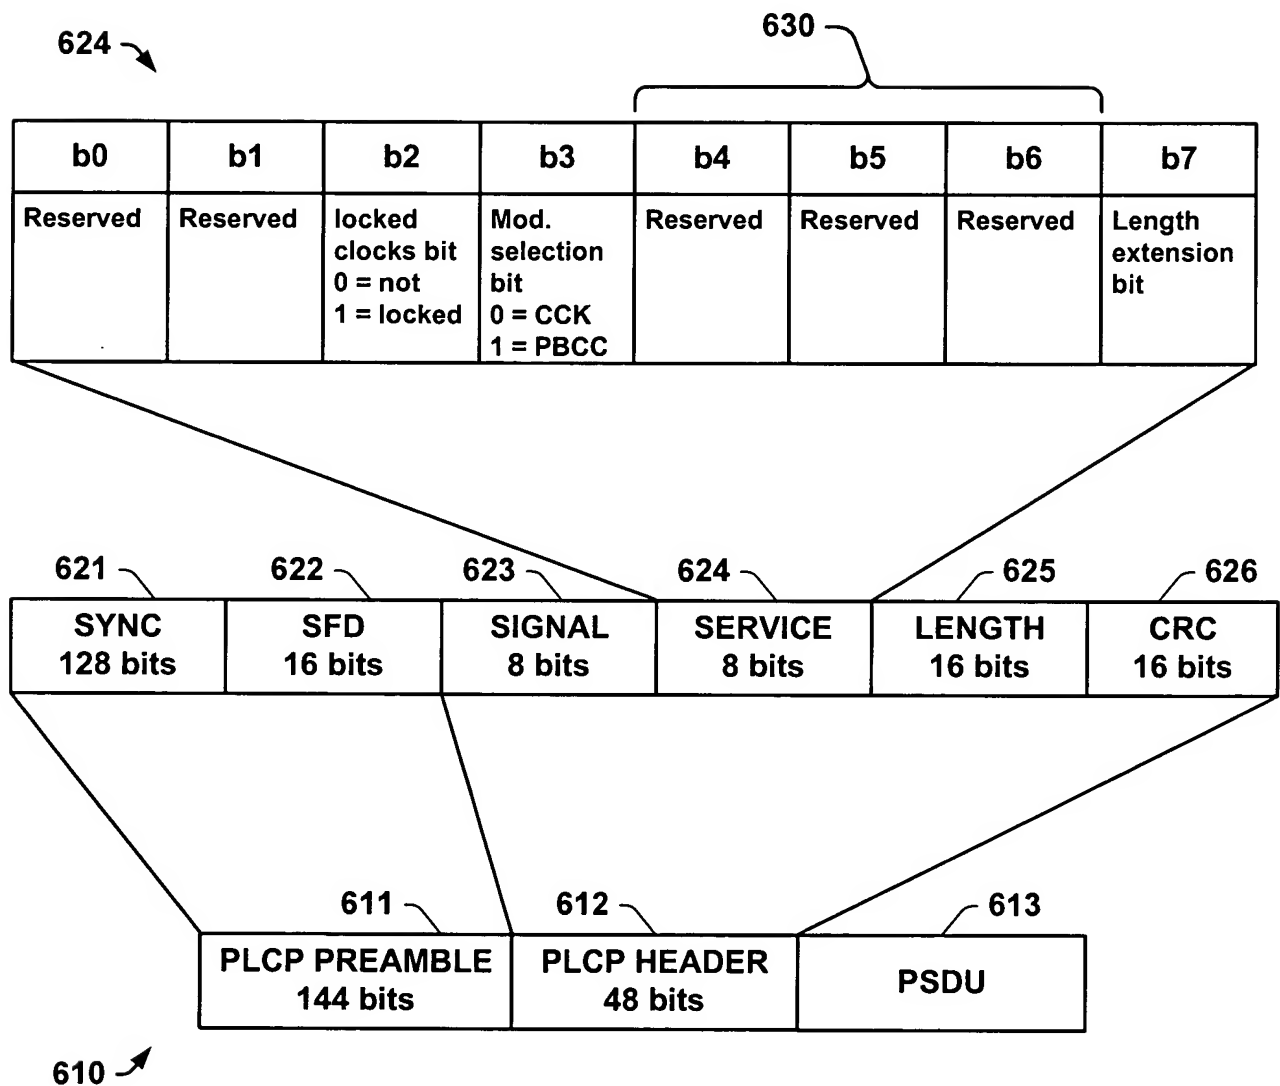 624
630
b0 b1 b2 b3 b4 b5 b6 b7
Reserved Reserved locked Mod. Reserved Reserved Reserved Length
clocks bit selection extension
0 = not bit bit
1 = locked 0 = CCK
1 = PBCC
621 622 623 624 625 626
SYNC SFD SIGNAL SERVICE LENGTH CRC
128 bits 16 bits 8 bits 8 bits 16 bits 16 bits
611 612 613
PLCP PREAMBLE PLCP HEADER PSDU
144 bits 48 bits
610